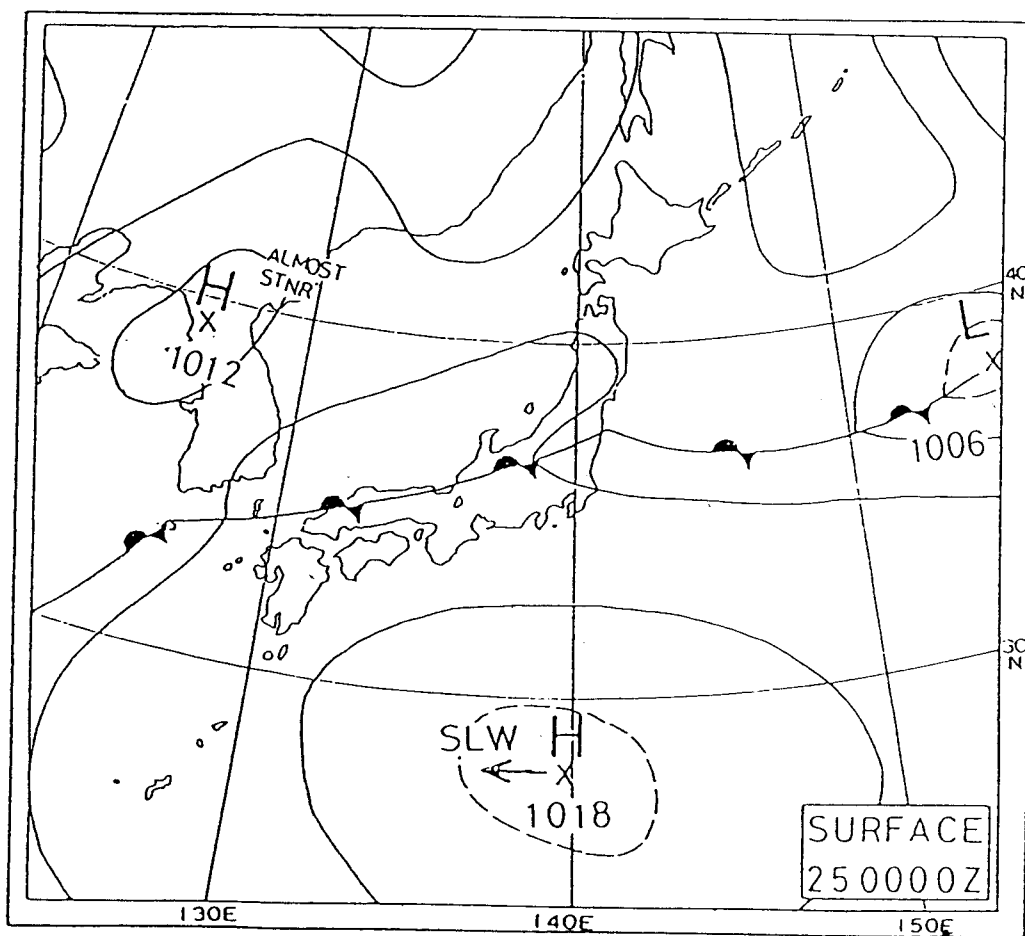 ALMOST
STNR
H
X
1012
40
N
L
X
1006
30
N
SLW H
X
1018
SURFACE
250000Z
130E
140E
150E